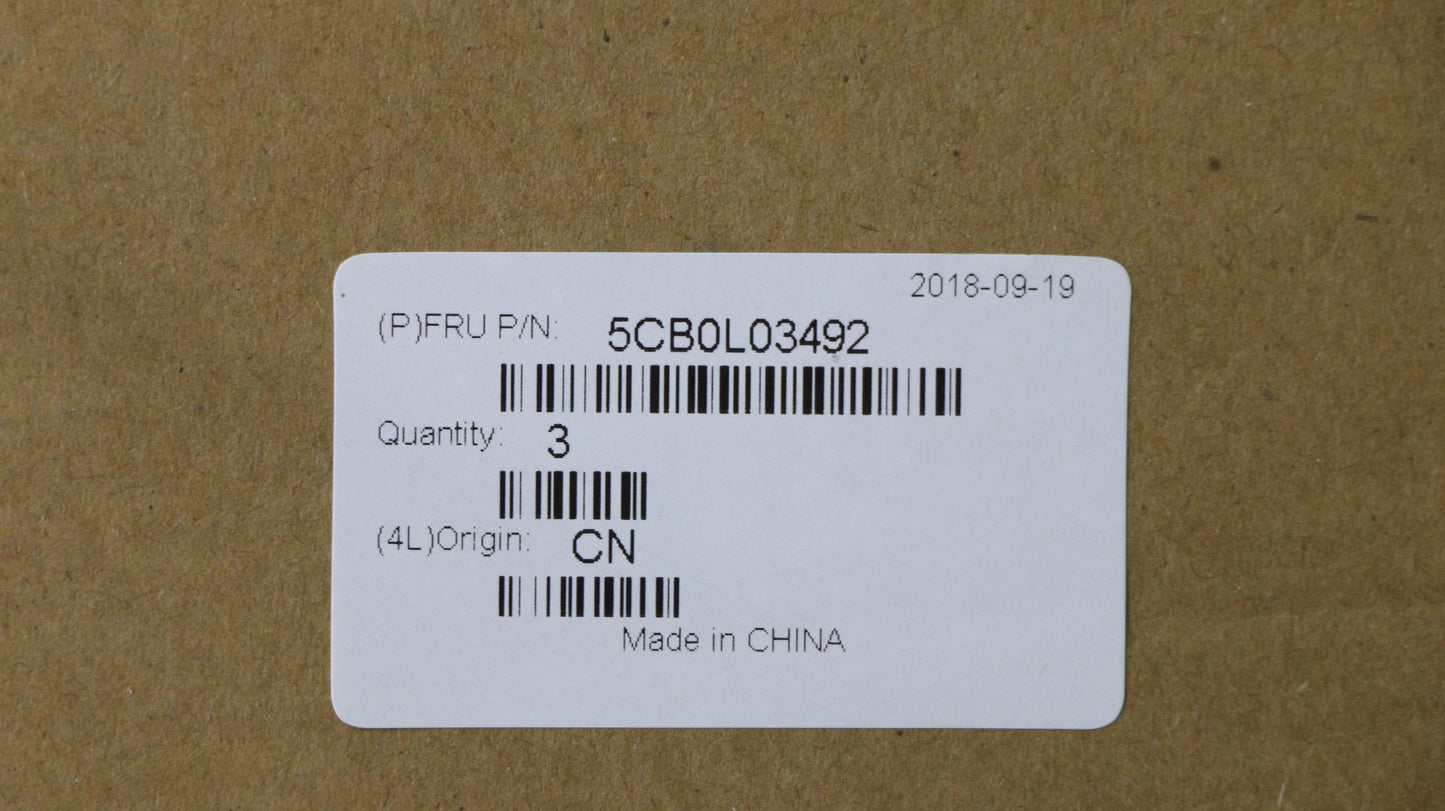 2018-09-19
(P)FRU P/N: 5CB0L03492
Quantity: 3
(4L)Origin: CN
Made in CHINA